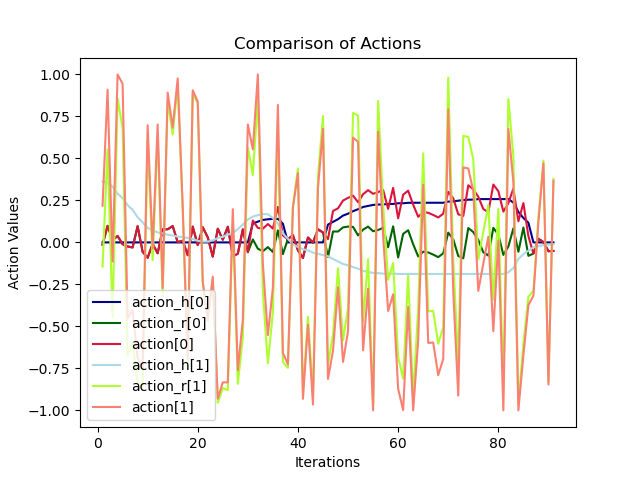 Comparison of Actions
Action Values
1.00
0.75
0.50
0.25
0.00
−0.25
−0.50
−0.75
−1.00
action_h[0]
action_r[0]
action[0]
action_h[1]
action_r[1]
action[1]
0 20 40 60 80
Iterations